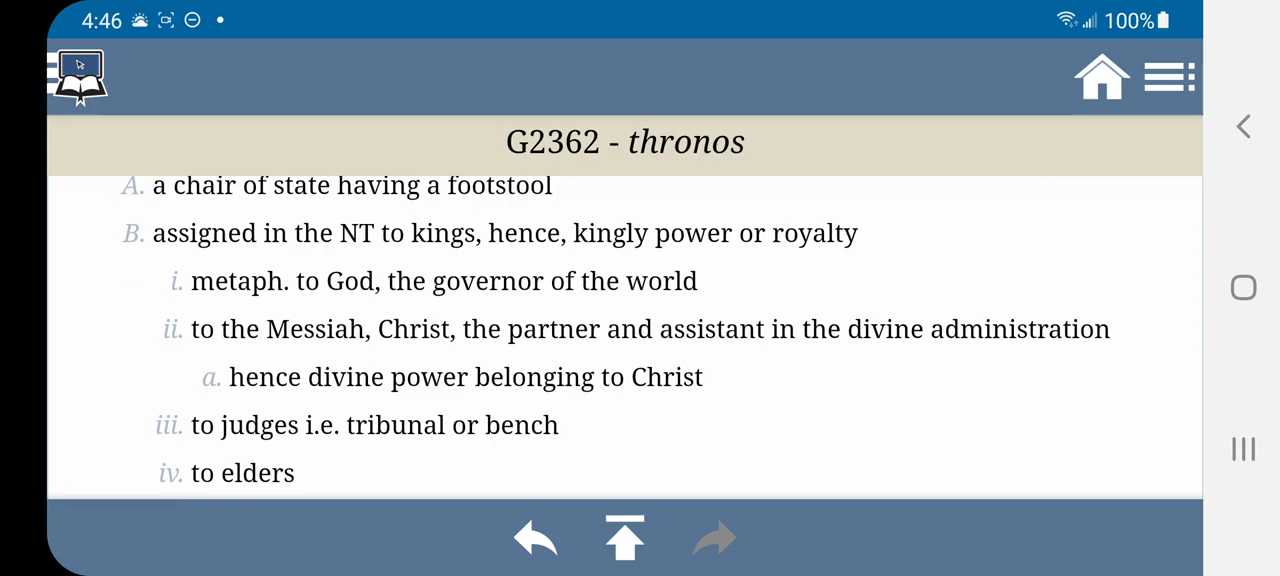 4:46 100%
G2362 - thronos
A. a chair of state having a footstool
B. assigned in the NT to kings, hence, kingly power or royalty
i. metaph. to God, the governor of the world
ii. to the Messiah, Christ, the partner and assistant in the divine administration
a. hence divine power belonging to Christ
iii. to judges i.e. tribunal or bench
iv. to elders